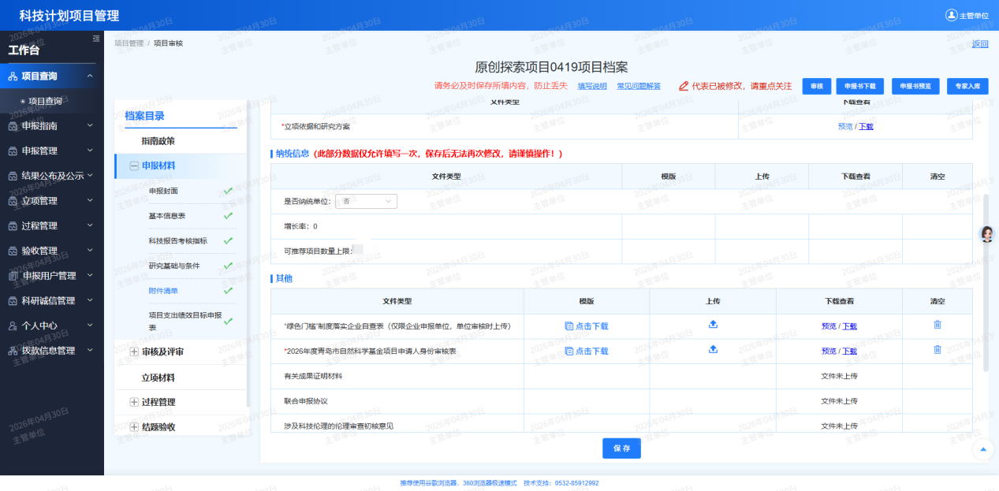 科技计划项目管理
主管单位
工作台
项目查询
项目查询
申报指南
申报管理
结果公布及公示
立项管理
过程管理
验收管理
申报用户管理
科研诚信管理
个人中心
拨款信息管理
项目管理 / 项目审核
返回
原创探索项目0419项目档案
请务必及时保存所填内容，防止丢失 填写说明 常见问题解答 代表已被修改，请重点关注 审核 申报书下载 申报书预览 专家入库
档案目录
指南政策
申报材料
申报封面
基本信息表
科技报告考核指标
研究基础与条件
附件清单
项目支出绩效目标申报
表
审核及评审
立项材料
过程管理
结题验收
文件类型 下载查看
*立项依据和研究方案 预览 / 下载
纳统信息（此部分数据仅允许填写一次，保存后无法再次修改，请谨慎操作！）
文件类型 模版 上传 下载查看 清空
是否纳统单位： 否
增长率：0
可推荐项目数量上限:
其他
文件类型 模版 上传 下载查看 清空
"绿色门槛"制度落实企业自查表（仅限企业申报单位，单位审核时上传） 点击下载 预览 / 下载
*2026年度青岛市自然科学基金项目申请人身份审核表 点击下载 预览 / 下载
有关成果证明材料 文件未上传
联合申报协议 文件未上传
涉及科技伦理的伦理审查初核意见 文件未上传
保 存
推荐使用谷歌浏览器，360浏览器极速模式 技术支持：0532-85912992
2026年04月30日
主管单位